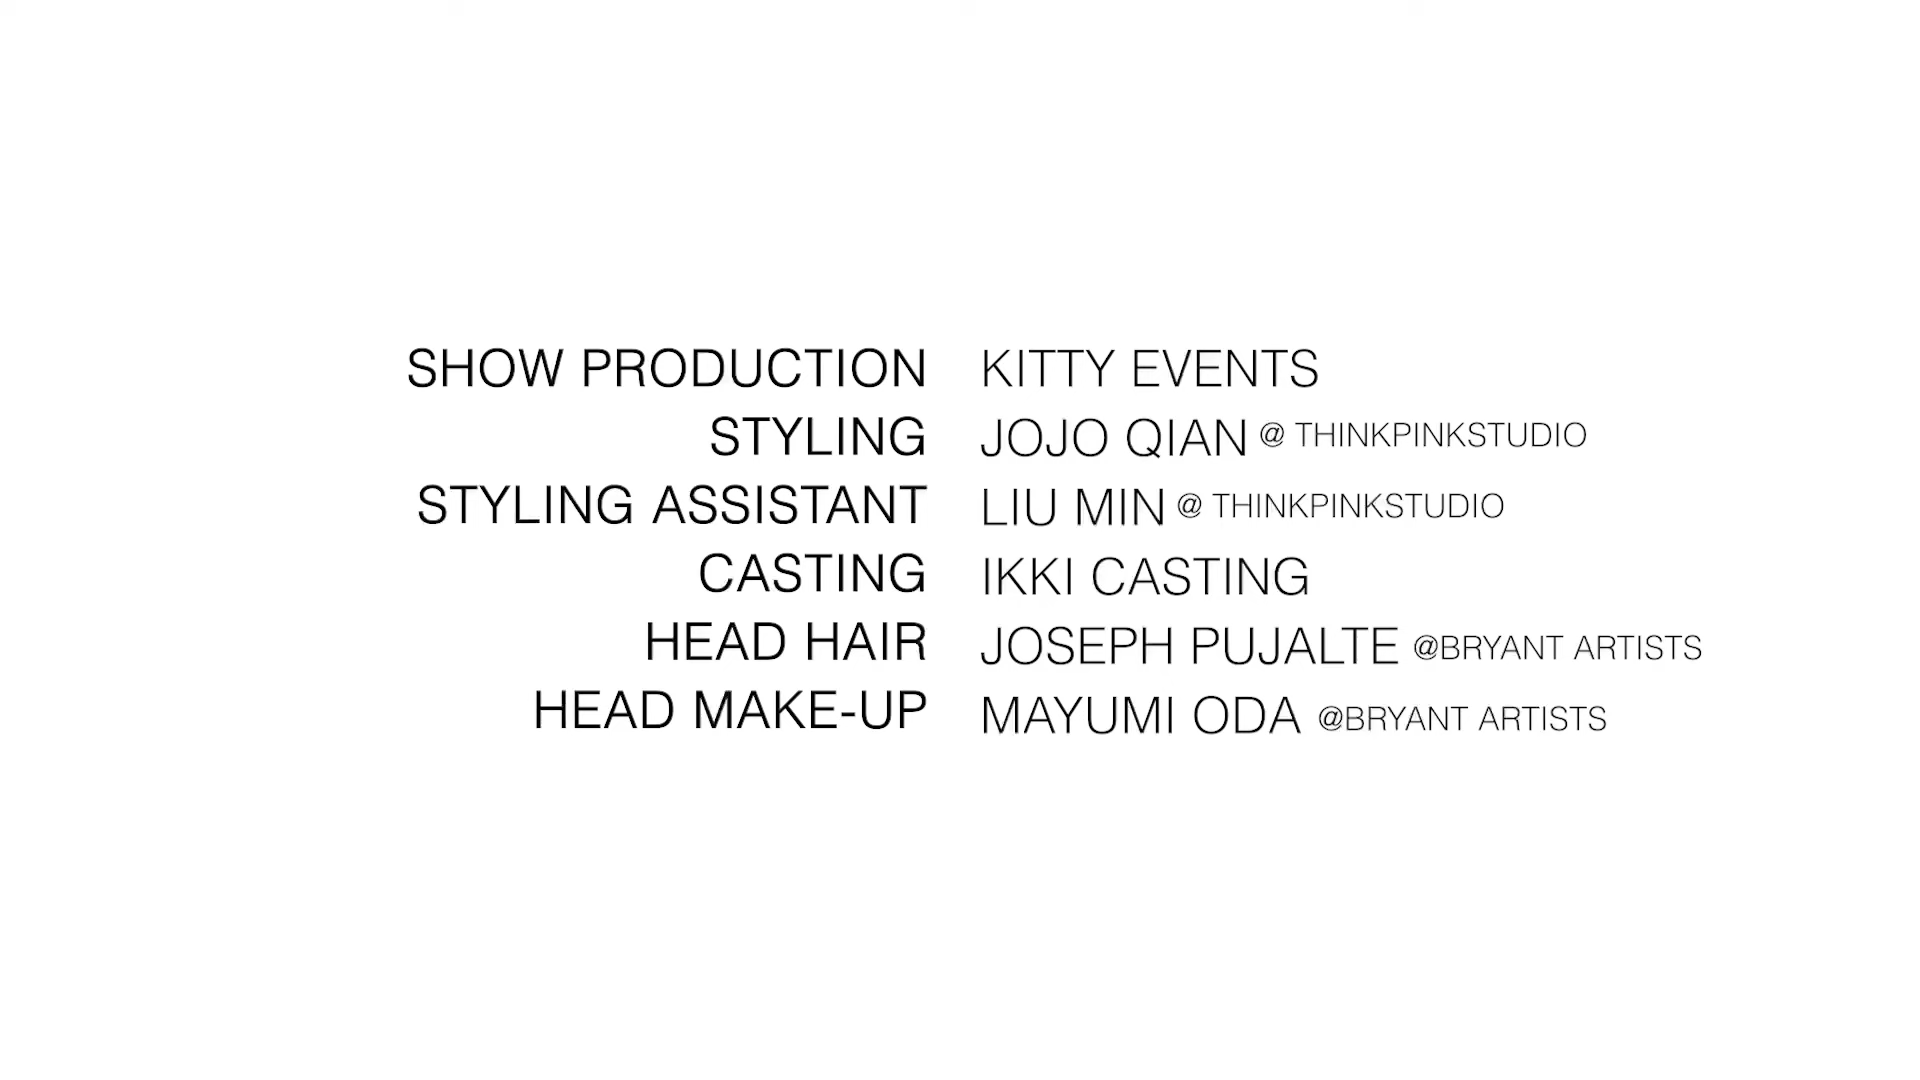 SHOW PRODUCTION KITTY EVENTS
STYLING JOJO QIAN @ THINKPINKSTUDIO
STYLING ASSISTANT LIU MIN @ THINKPINKSTUDIO
CASTING IKKI CASTING
HEAD HAIR JOSEPH PUJALTE @BRYANT ARTISTS
HEAD MAKE-UP MAYUMI ODA @BRYANT ARTISTS